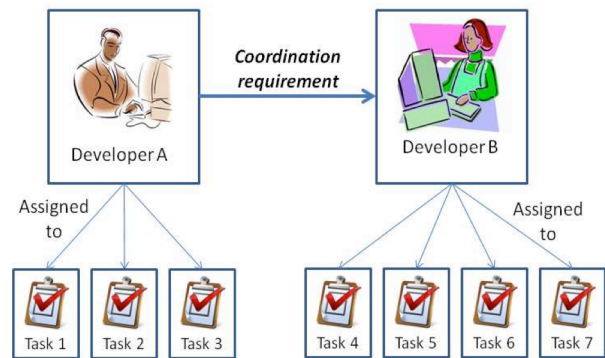 Coordination
requirement
Developer A
Developer B
Assigned
to
Assigned
to
Task 1
Task 2
Task 3
Task 4
Task 5
Task 6
Task 7